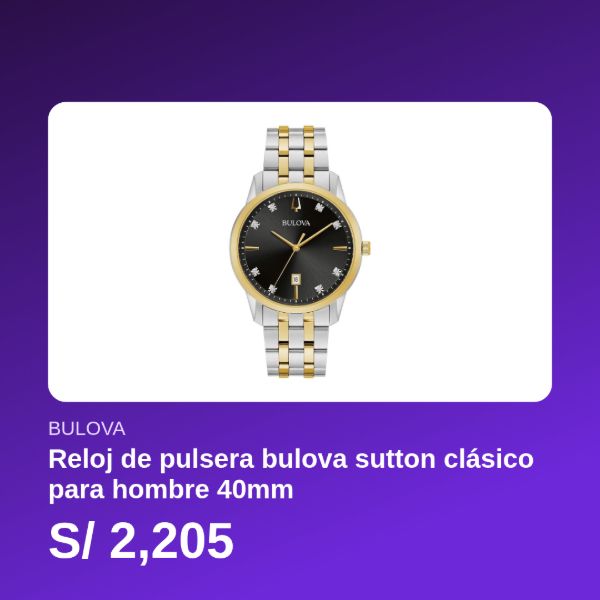 BULOVA
BULOVA
Reloj de pulsera bulova sutton clásico
para hombre 40mm
S/ 2,205